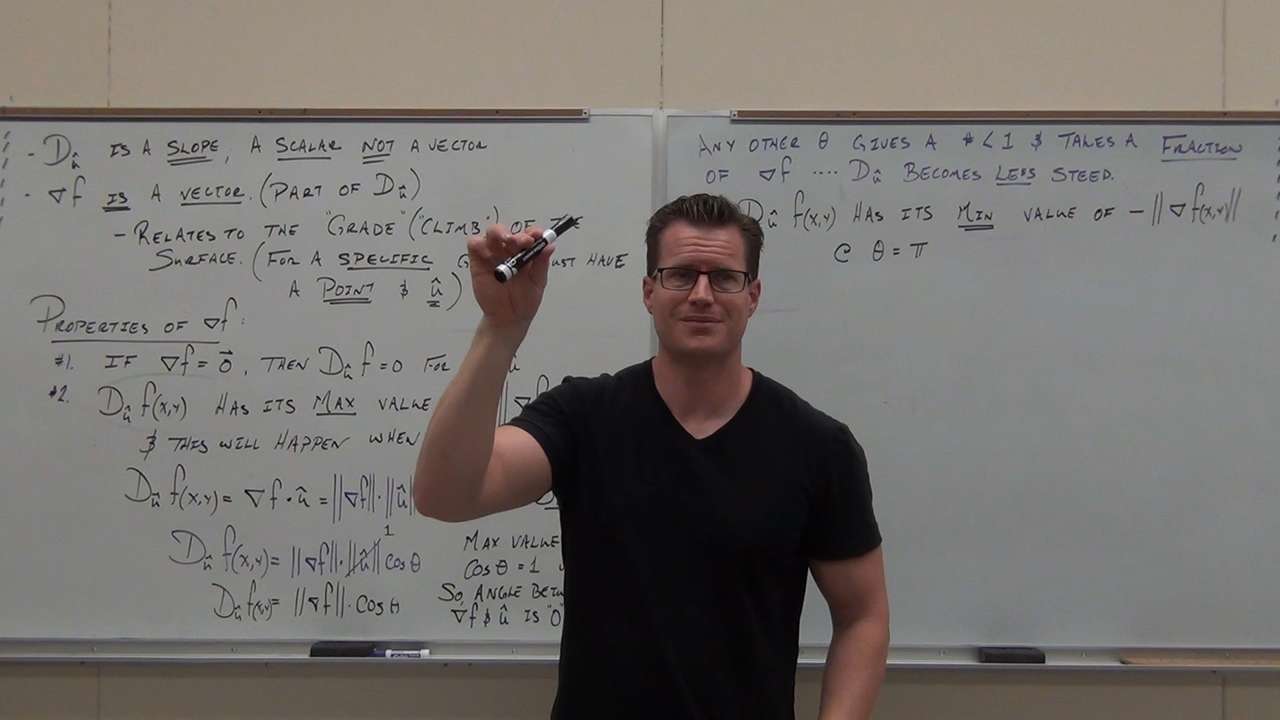 - Dû IS A SLOPE, A SCALAR NOT A VECTOR
- ∇f IS A VECTOR. (PART OF Dû)
- RELATES TO THE "GRADE" ("CLIMB") OF THE
SURFACE. (FOR A SPECIFIC MUST HAVE
A POINT & û)
PROPERTIES OF ∇f:
#1. IF ∇f = 0⃗, THEN Dû f = 0 FOR û
#2. Dû f(x,y) HAS ITS MAX VALUE
& THIS WILL HAPPEN WHEN
Dû f(x,y) = ∇f · û = ||∇f|| · ||û||
Dû f(x,y) = ||∇f|| · ||û|| 1 cos θ
Dû f(x,y) = ||∇f|| · cos θ
MAX VALUE
COS θ = 1
SO, ANGLE
∇f & û IS "0"
ANY OTHER θ GIVES A # < 1 & TAKES A FRACTION
OF ∇f .... Dû BECOMES LESS STEED.
Dû f(x,y) HAS ITS MIN VALUE OF -||∇f(x,y)||
@ θ = π